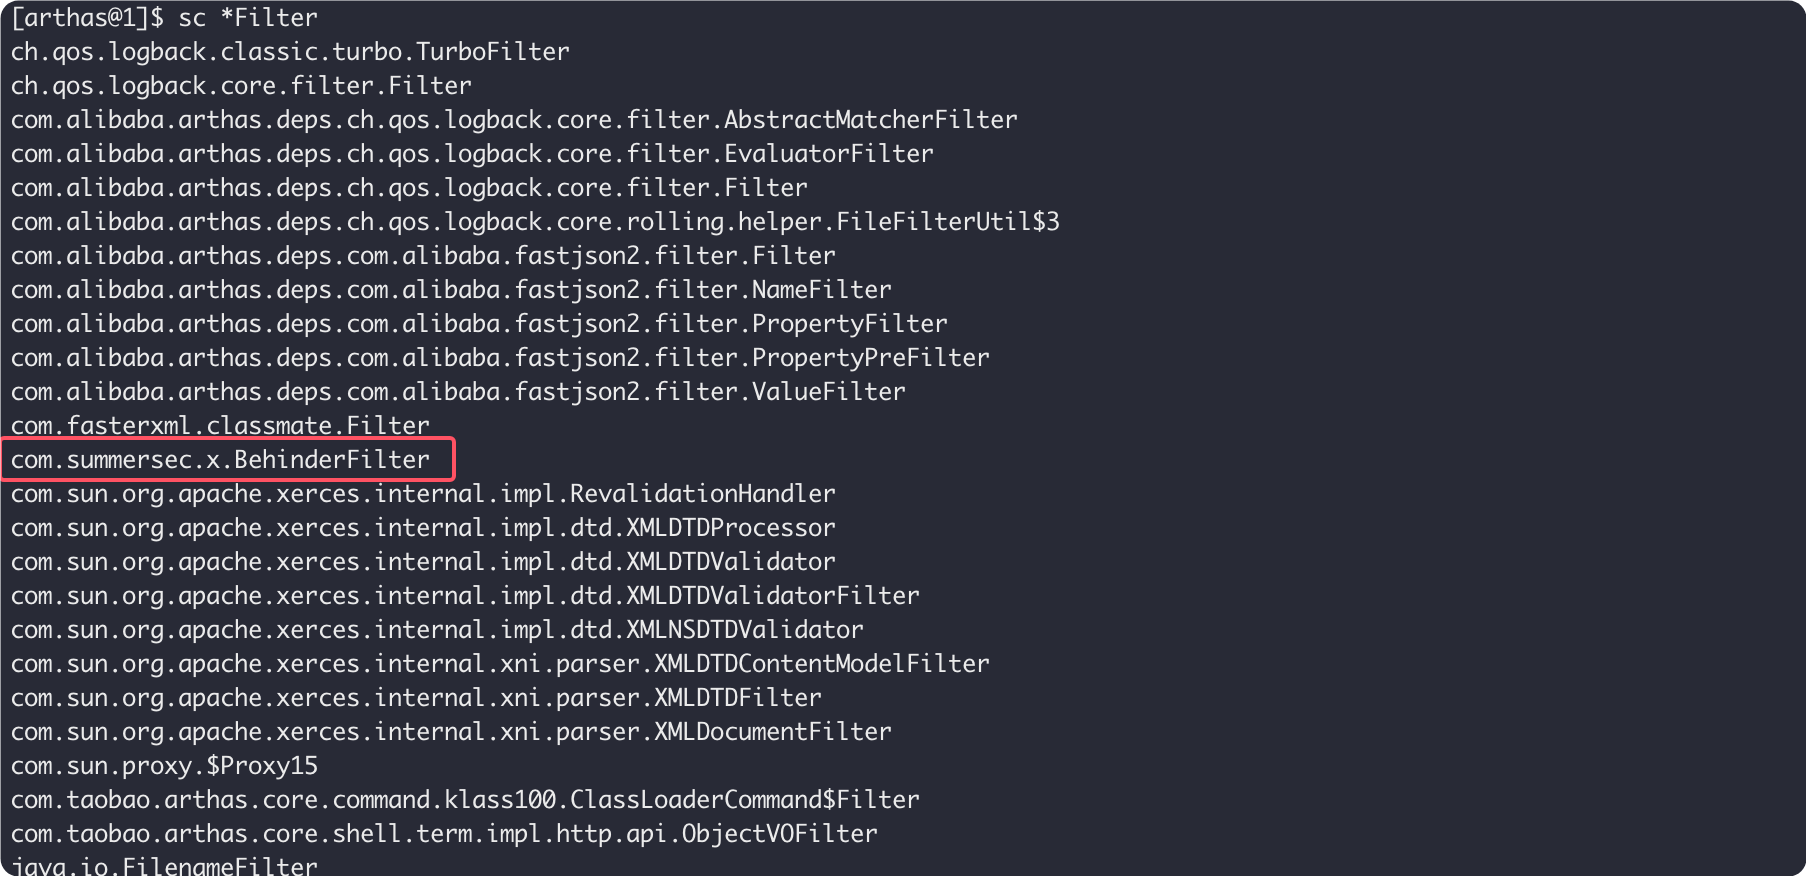 [arthas@1]$ sc *Filter
ch.qos.logback.classic.turbo.TurboFilter
ch.qos.logback.core.filter.Filter
com.alibaba.arthas.deps.ch.qos.logback.core.filter.AbstractMatcherFilter
com.alibaba.arthas.deps.ch.qos.logback.core.filter.EvaluatorFilter
com.alibaba.arthas.deps.ch.qos.logback.core.filter.Filter
com.alibaba.arthas.deps.ch.qos.logback.core.rolling.helper.FileFilterUtil$3
com.alibaba.arthas.deps.com.alibaba.fastjson2.filter.Filter
com.alibaba.arthas.deps.com.alibaba.fastjson2.filter.NameFilter
com.alibaba.arthas.deps.com.alibaba.fastjson2.filter.PropertyFilter
com.alibaba.arthas.deps.com.alibaba.fastjson2.filter.PropertyPreFilter
com.alibaba.arthas.deps.com.alibaba.fastjson2.filter.ValueFilter
com.fasterxml.classmate.Filter
com.summersec.x.BehinderFilter
com.sun.org.apache.xerces.internal.impl.RevalidationHandler
com.sun.org.apache.xerces.internal.impl.dtd.XMLDTDProcessor
com.sun.org.apache.xerces.internal.impl.dtd.XMLDTDValidator
com.sun.org.apache.xerces.internal.impl.dtd.XMLDTDValidatorFilter
com.sun.org.apache.xerces.internal.impl.dtd.XMLNSDTDValidator
com.sun.org.apache.xerces.internal.xni.parser.XMLDTDContentModelFilter
com.sun.org.apache.xerces.internal.xni.parser.XMLDTDFilter
com.sun.org.apache.xerces.internal.xni.parser.XMLDocumentFilter
com.sun.proxy.$Proxy15
com.taobao.arthas.core.command.klass100.ClassLoaderCommand$Filter
com.taobao.arthas.core.shell.term.impl.http.api.ObjectVOFilter
java.io.FilenameFilter